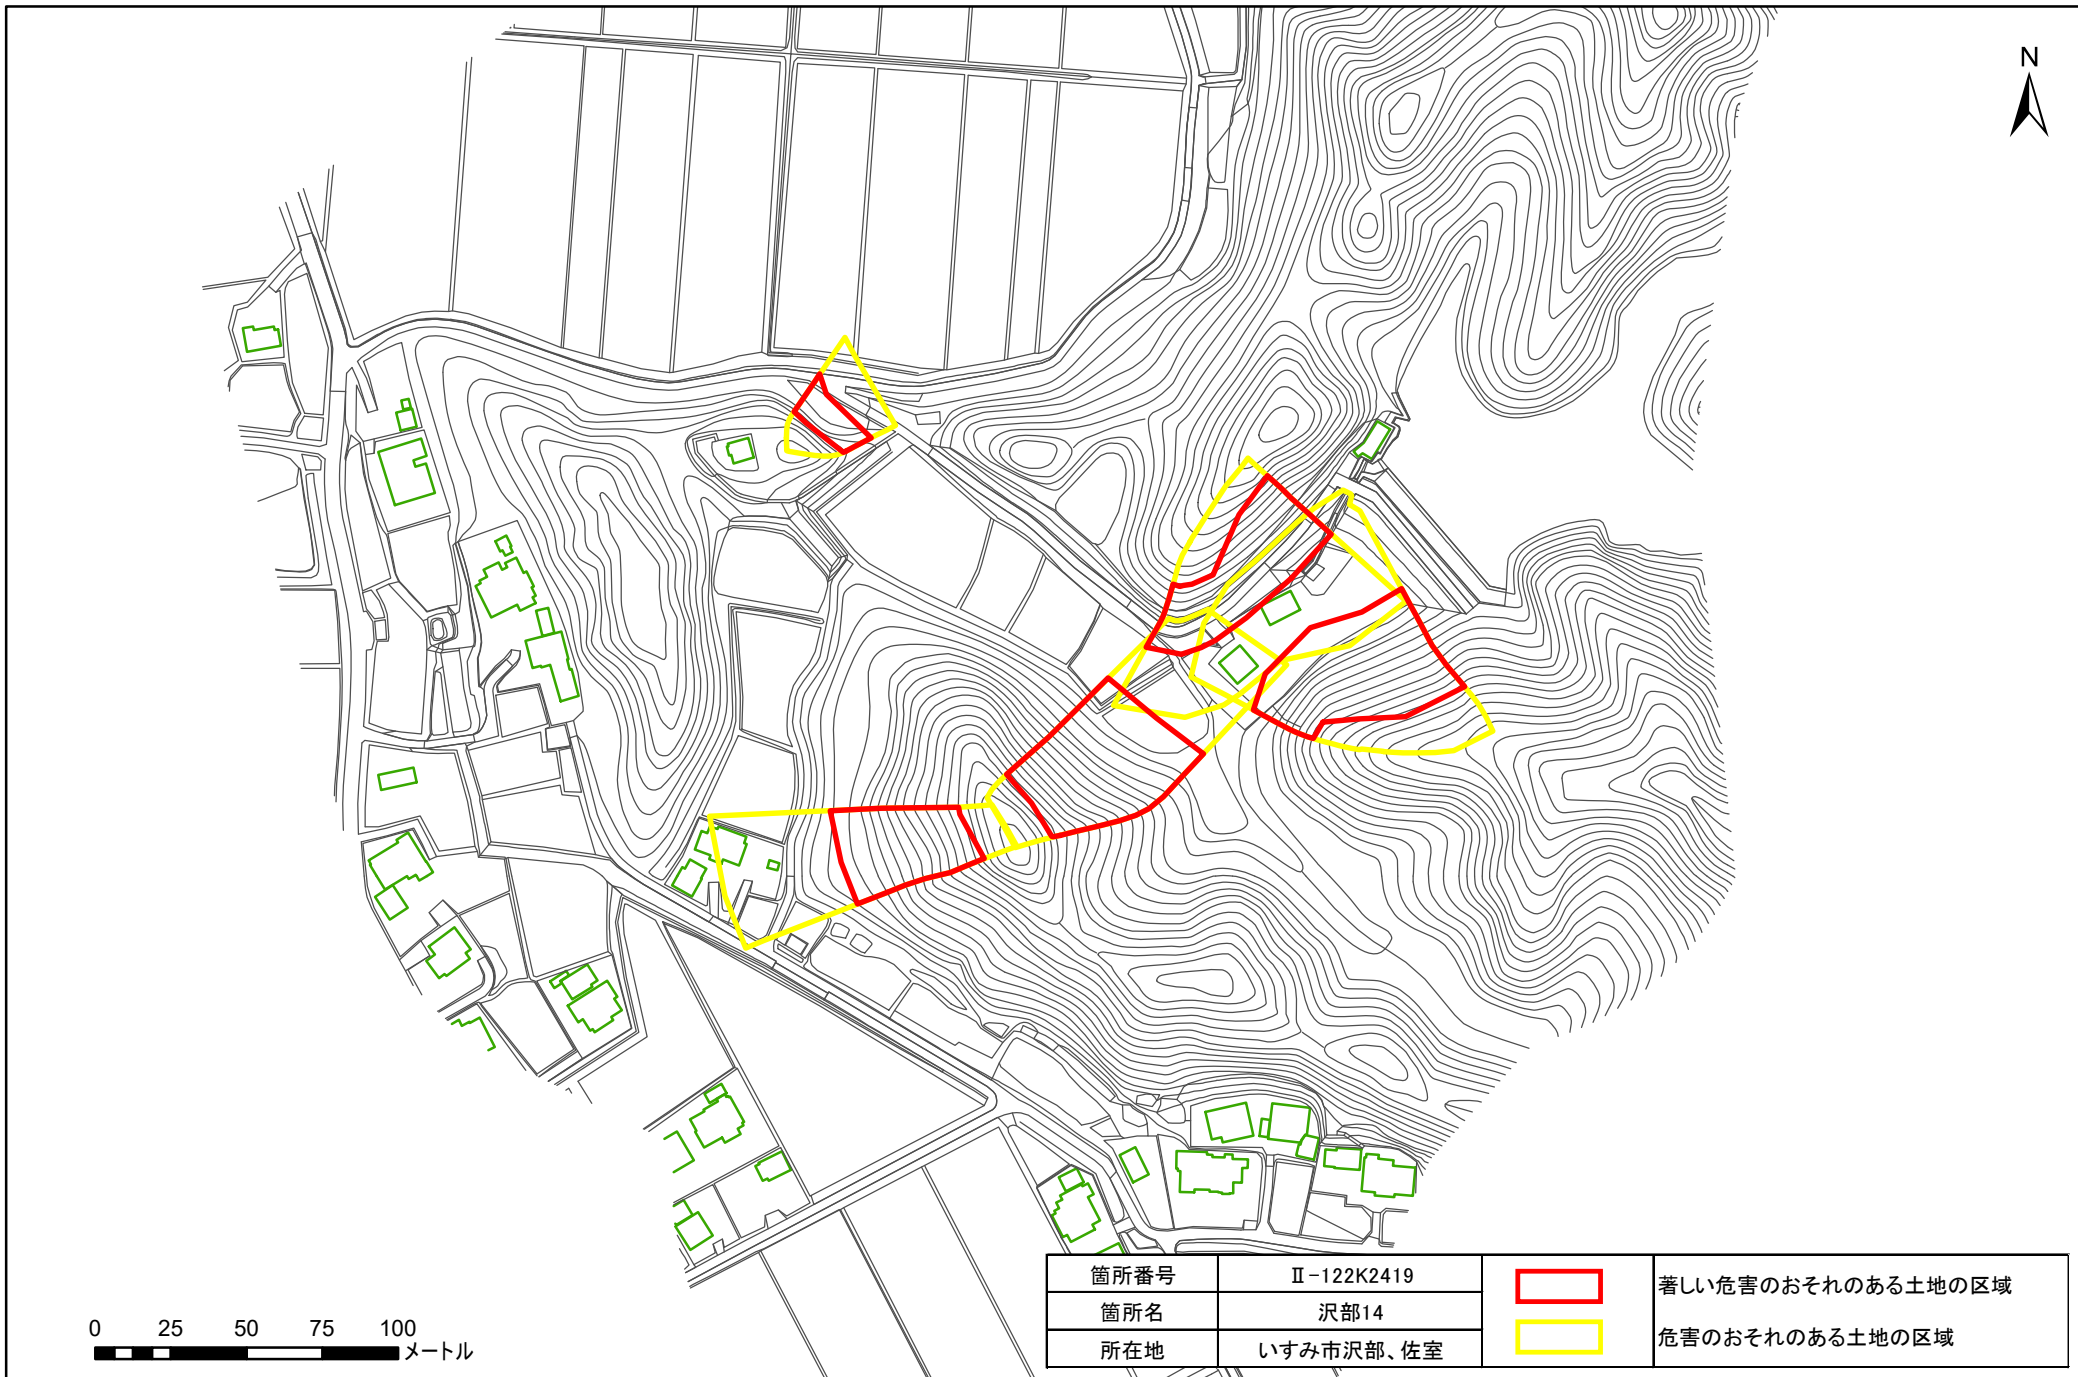 N
0 25 50 75 100
メートル
箇所番号 Ⅱ-122K2419
箇所名 沢部14
所在地 いすみ市沢部、佐室
著しい危害のおそれのある土地の区域
危害のおそれのある土地の区域